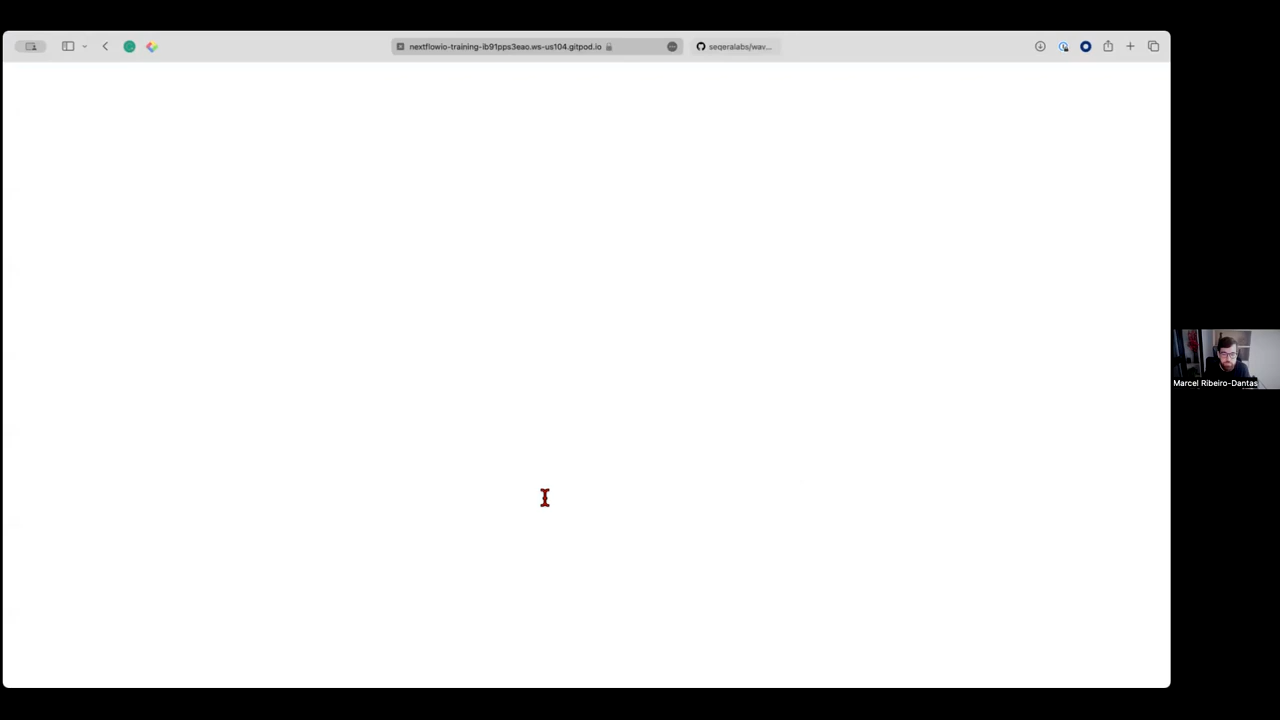 nextflowio-training-ib91pps3eao.ws-us104.gitpod.io
seqeralabs/wav...
Marcel Ribeiro-Dantas